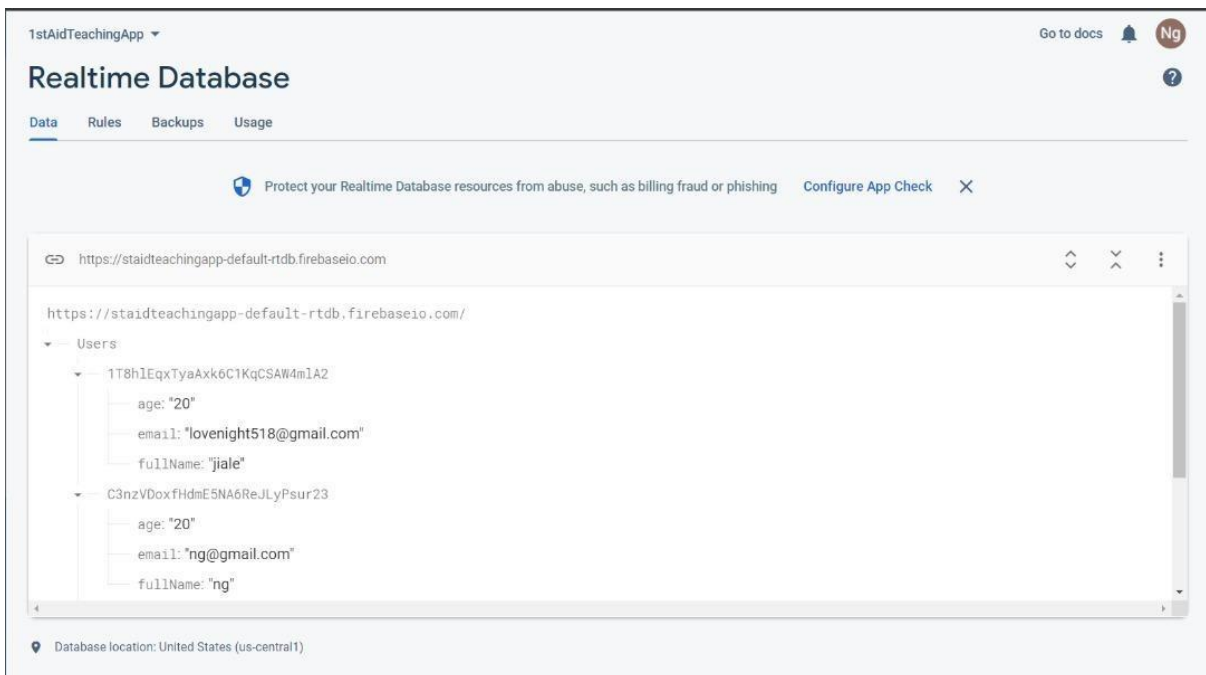 1stAidTeachingApp
Go to docs
Ng
Realtime Database
Data Rules Backups Usage
Protect your Realtime Database resources from abuse, such as billing fraud or phishing Configure App Check
https://staidteachingapp-default-rtdb.firebaseio.com
https://staidteachingapp-default-rtdb.firebaseio.com/
Users
1T8hlEqxTyaAxk6C1KqCSAW4mlA2
age: "20"
email: "lovenight518@gmail.com"
fullName: "jiale"
C3nzVDoxfHdmE5NA6ReJLyPsur23
age: "20"
email: "ng@gmail.com"
fullName: "ng"
Database location: United States (us-central1)